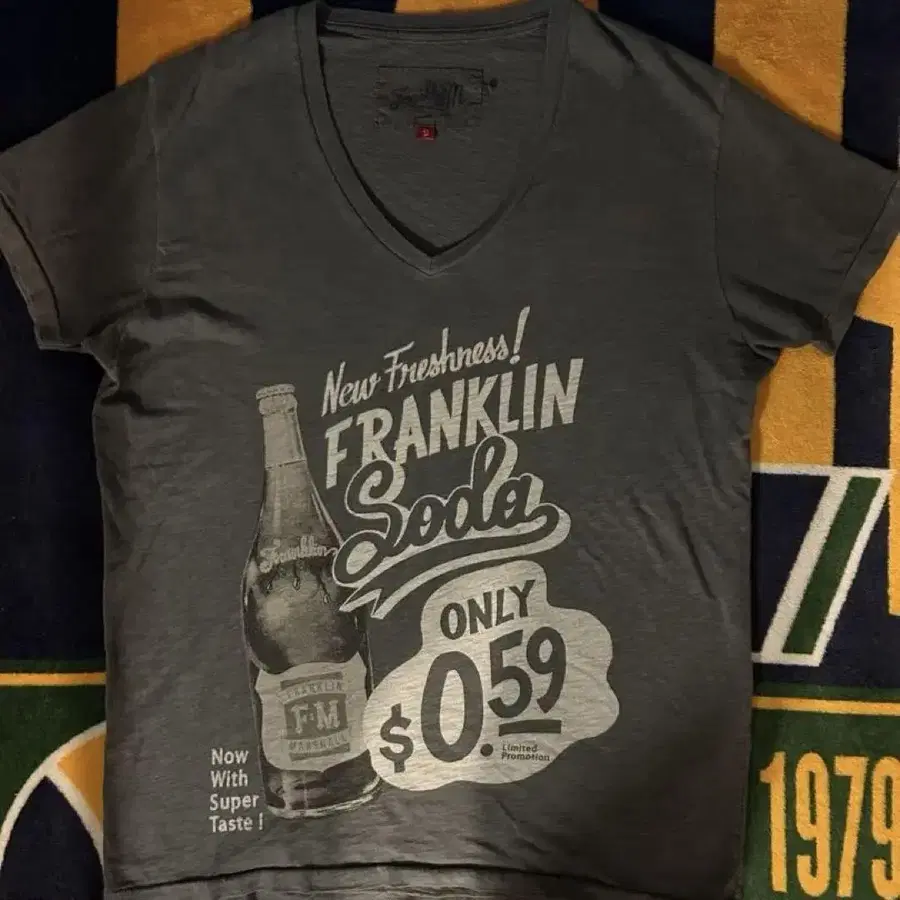 New Freshness!
FRANKLIN
Soda
Franklin
ONLY
$0.59
Limited
Promotion
FRANKLIN
F&M
MARSHALL
Now
With
Super
Taste !
1979